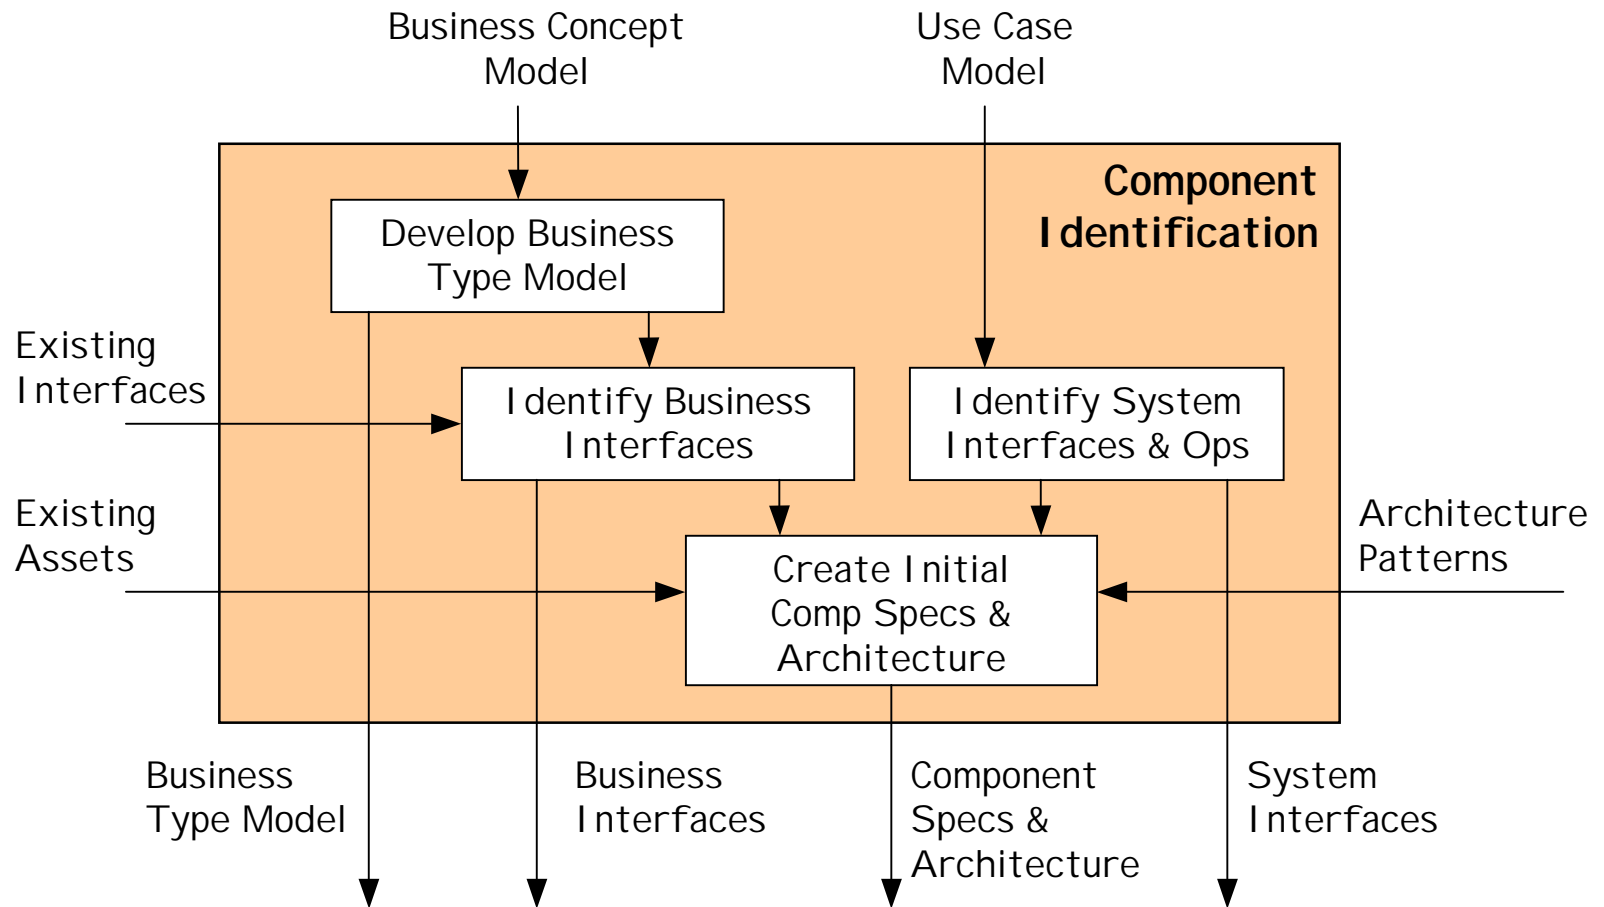 Business Concept
Model
Use Case
Model
Component
Identification
Develop Business
Type Model
Existing
Interfaces
Identify Business
Interfaces
Identify System
Interfaces & Ops
Existing
Assets
Architecture
Patterns
Create Initial
Comp Specs &
Architecture
Business
Type Model
Business
Interfaces
Component
Specs &
Architecture
System
Interfaces